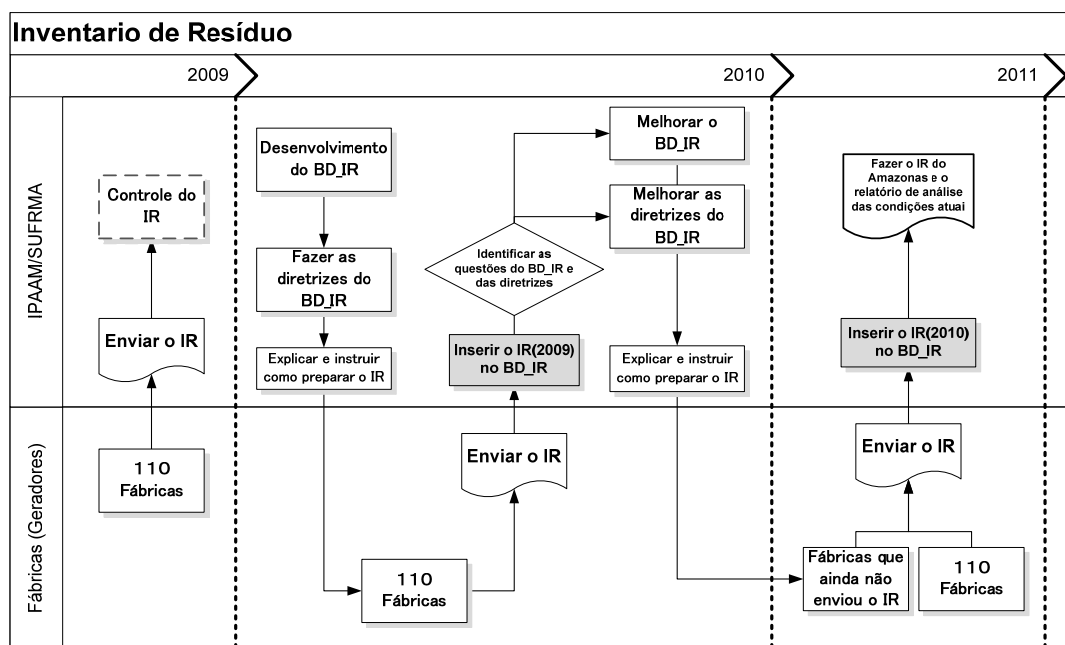 Inventario de Resíduo
2009
2010
2011
IPAAM/SUFRMA
Controle do
IR
Enviar o IR
Desenvolvimento
do BD_IR
Fazer as
diretrizes do
BD_IR
Explicar e instruir
como preparar o IR
Identificar as
questões do BD_IR e
das diretrizes
Inserir o IR(2009)
no BD_IR
Melhorar o
BD_IR
Melhorar as
diretrizes do
BD_IR
Explicar e instruir
como preparar o IR
Fazer o IR do
Amazonas e o
relatório de análise
das condições atuai
Inserir o IR(2010)
no BD_IR
Fábricas (Geradores)
110
Fábricas
110
Fábricas
Enviar o IR
Enviar o IR
Fábricas que
ainda não
enviou o IR
110
Fábricas